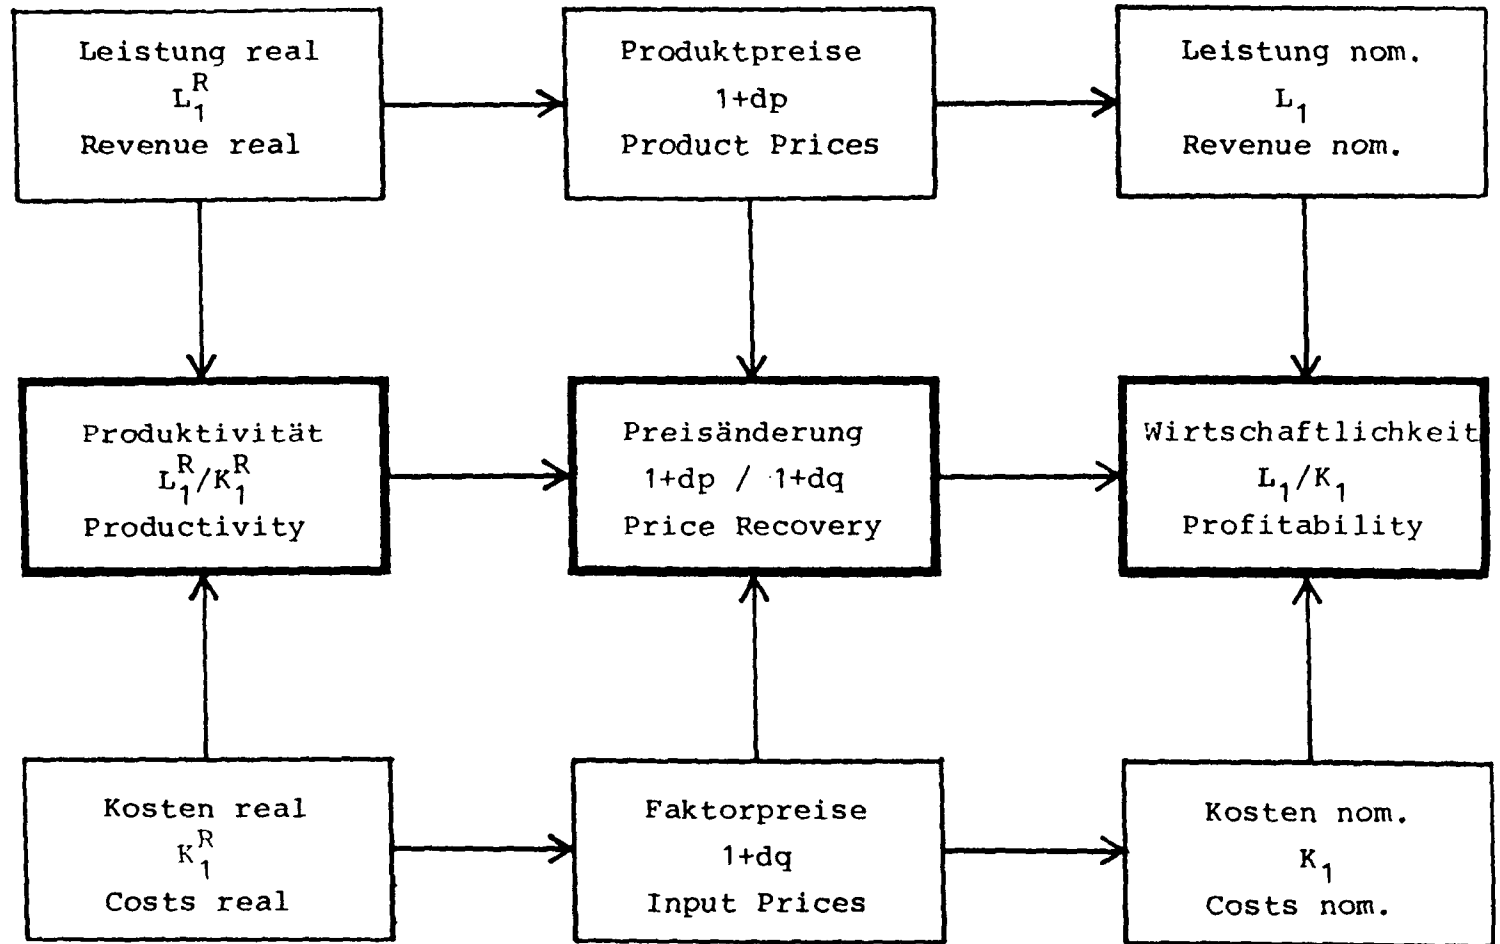 Leistung real
L₁ᴿ
Revenue real
Produktpreise
1+dp
Product Prices
Leistung nom.
L₁
Revenue nom.
Produktivität
L₁ᴿ/K₁ᴿ
Productivity
Preisänderung
1+dp / 1+dq
Price Recovery
Wirtschaftlichkeit
L₁/K₁
Profitability
Kosten real
K₁ᴿ
Costs real
Faktorpreise
1+dq
Input Prices
Kosten nom.
K₁
Costs nom.